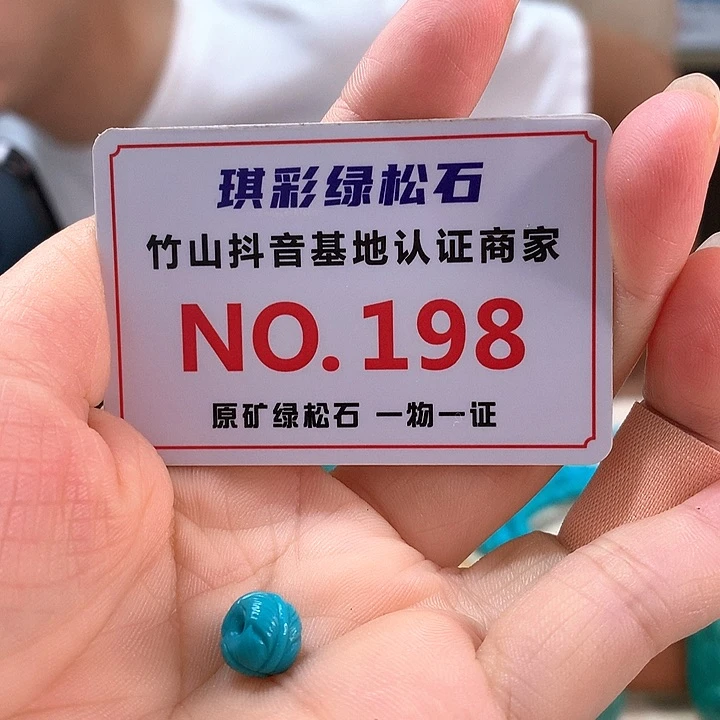 琪彩绿松石
竹山抖音基地认证商家
NO.198
原矿绿松石 一物一证